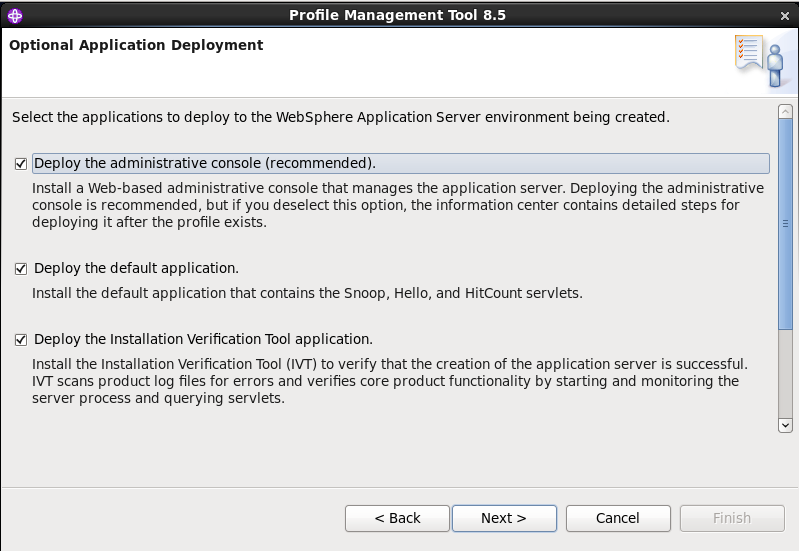 Profile Management Tool 8.5
Optional Application Deployment
Select the applications to deploy to the WebSphere Application Server environment being created.
Deploy the administrative console (recommended).
Install a Web-based administrative console that manages the application server. Deploying the administrative
console is recommended, but if you deselect this option, the information center contains detailed steps for
deploying it after the profile exists.
Deploy the default application.
Install the default application that contains the Snoop, Hello, and HitCount servlets.
Deploy the Installation Verification Tool application.
Install the Installation Verification Tool (IVT) to verify that the creation of the application server is successful.
IVT scans product log files for errors and verifies core product functionality by starting and monitoring the
server process and querying servlets.
< Back Next > Cancel Finish